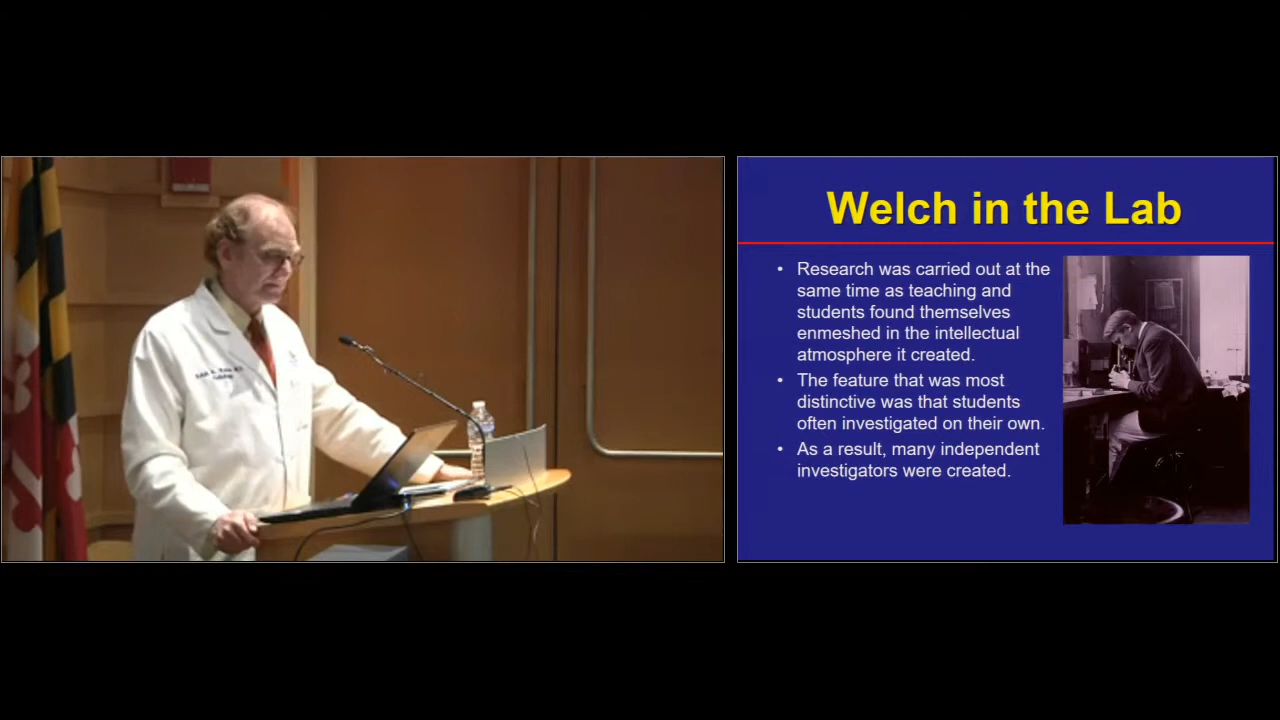 Welch in the Lab
• Research was carried out at the
same time as teaching and
students found themselves
enmeshed in the intellectual
atmosphere it created.
• The feature that was most
distinctive was that students
often investigated on their own.
• As a result, many independent
investigators were created.